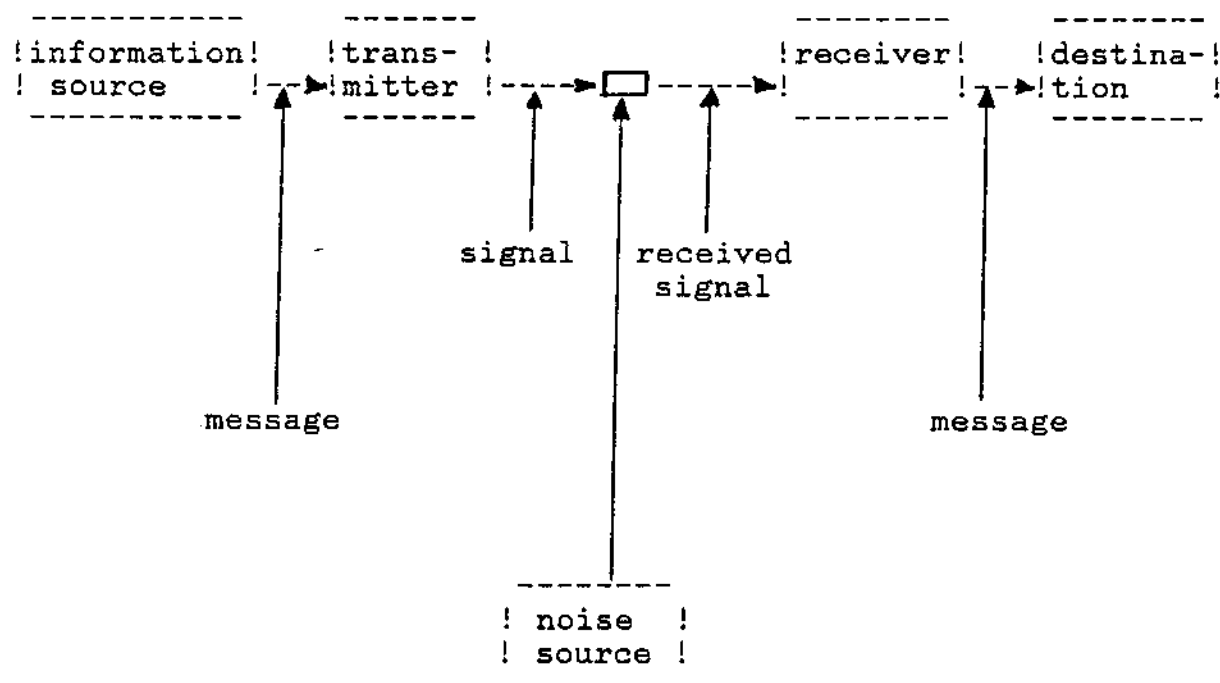 information source
trans-
mitter
receiver
destina-
tion
signal
received
signal
message
message
noise
source